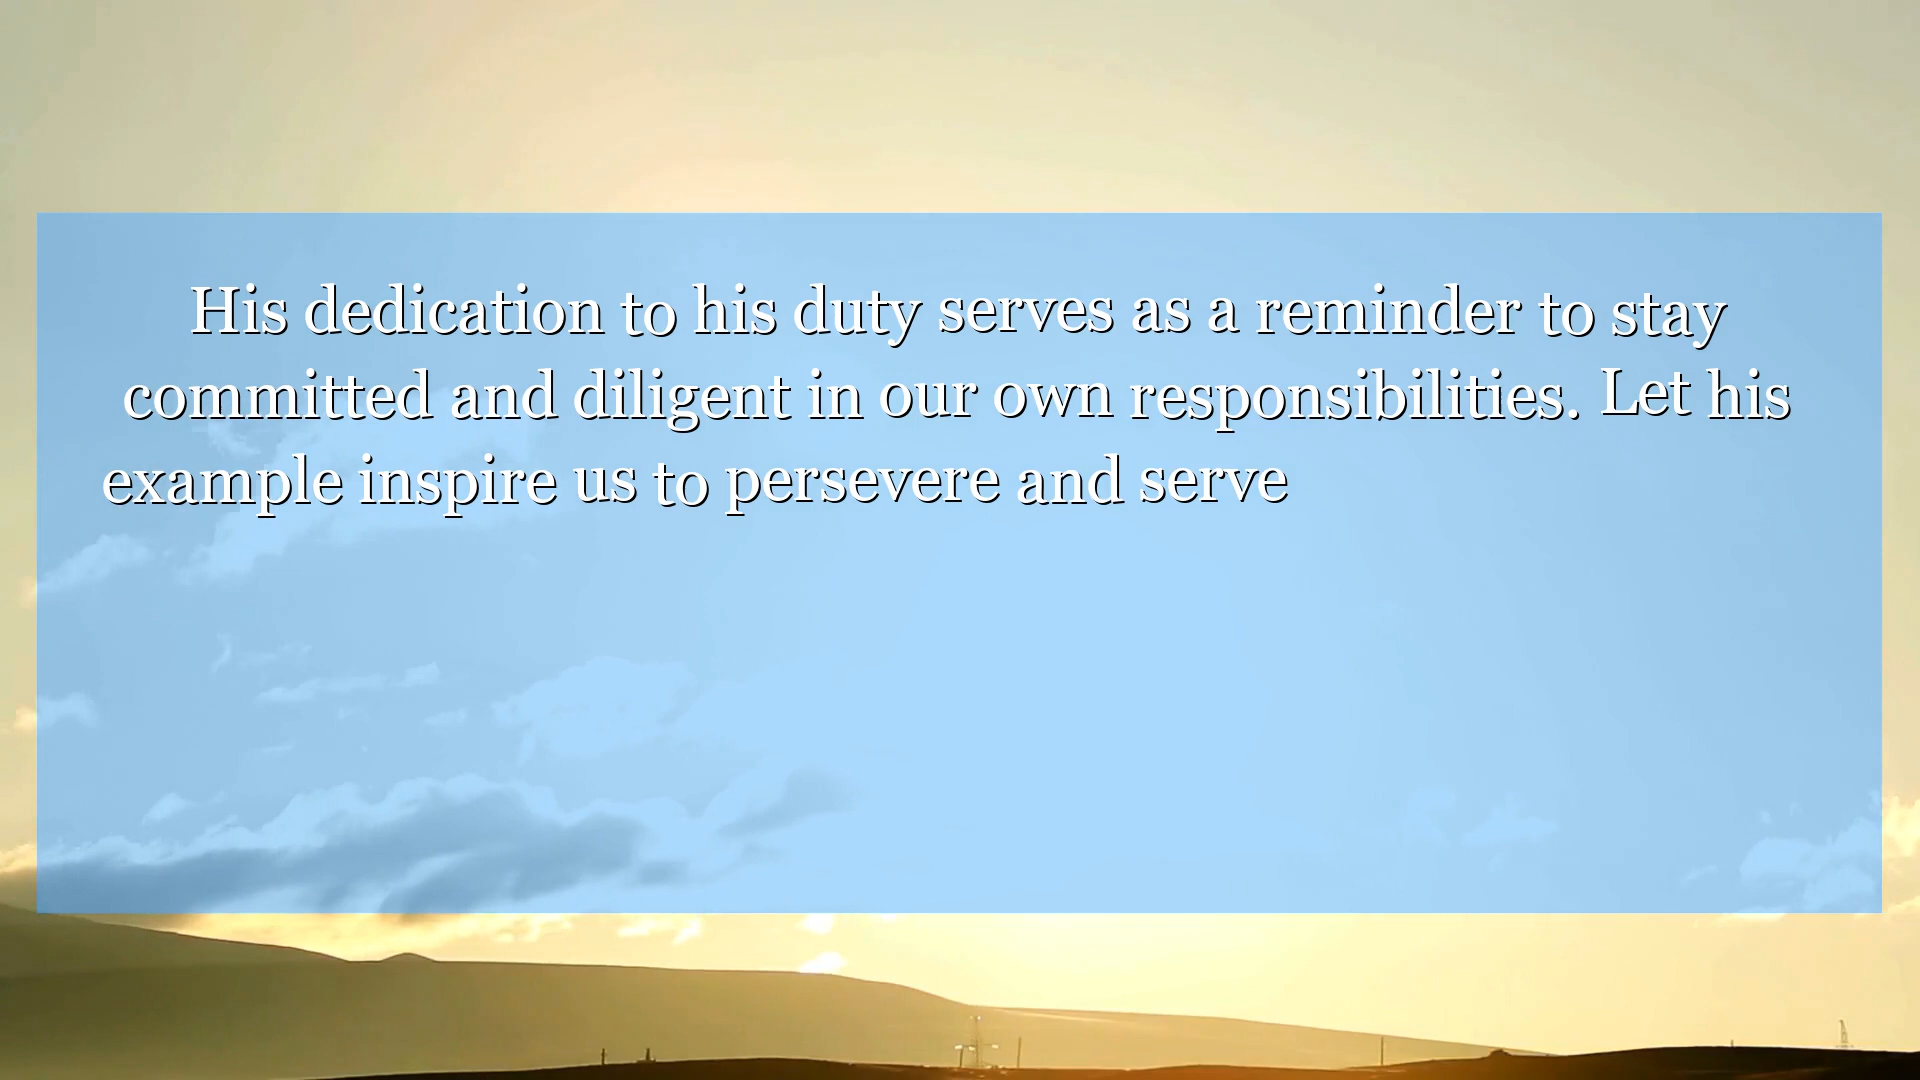 His dedication to his duty serves as a reminder to stay
committed and diligent in our own responsibilities. Let his
example inspire us to persevere and serve